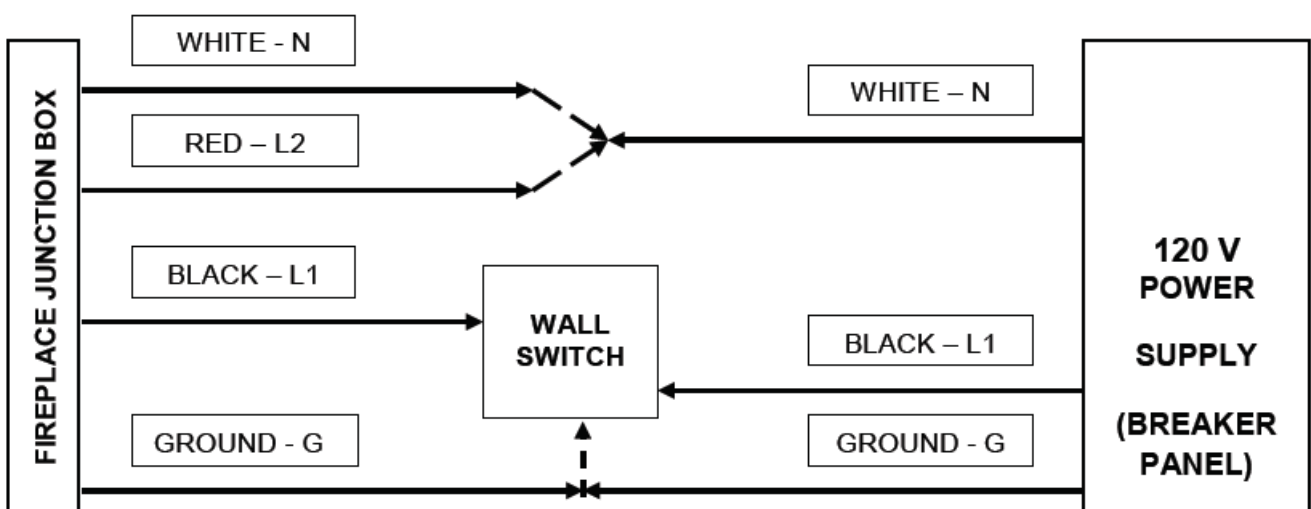 WHITE - N
WHITE – N
RED – L2
BLACK – L1
WALL
SWITCH
BLACK – L1
GROUND - G
GROUND - G
FIREPLACE JUNCTION BOX
120 V
POWER
SUPPLY
(BREAKER
PANEL)